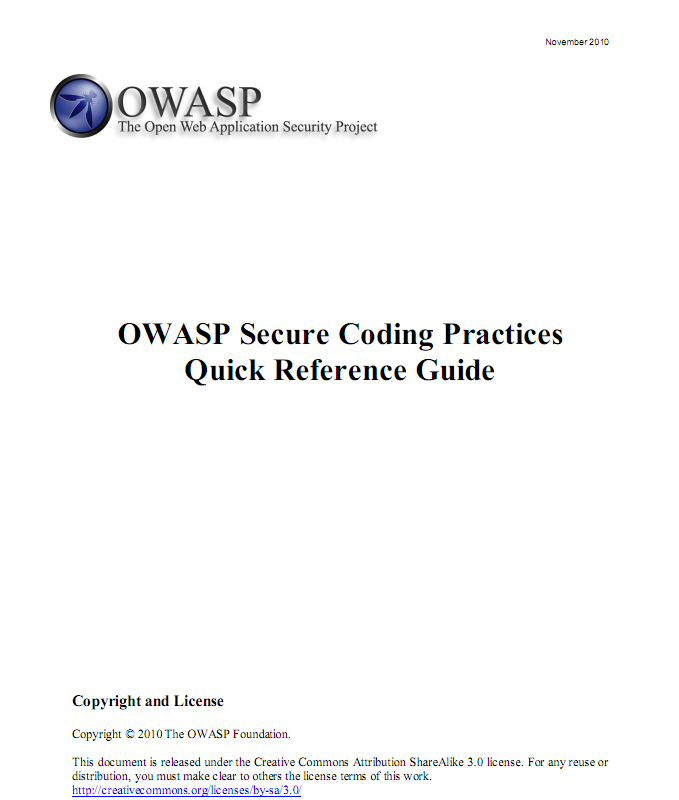 November 2010
OWASP
The Open Web Application Security Project
OWASP Secure Coding Practices
Quick Reference Guide
Copyright and License
Copyright © 2010 The OWASP Foundation.
This document is released under the Creative Commons Attribution ShareAlike 3.0 license. For any reuse or
distribution, you must make clear to others the license terms of this work.
http://creativecommons.org/licenses/by-sa/3.0/